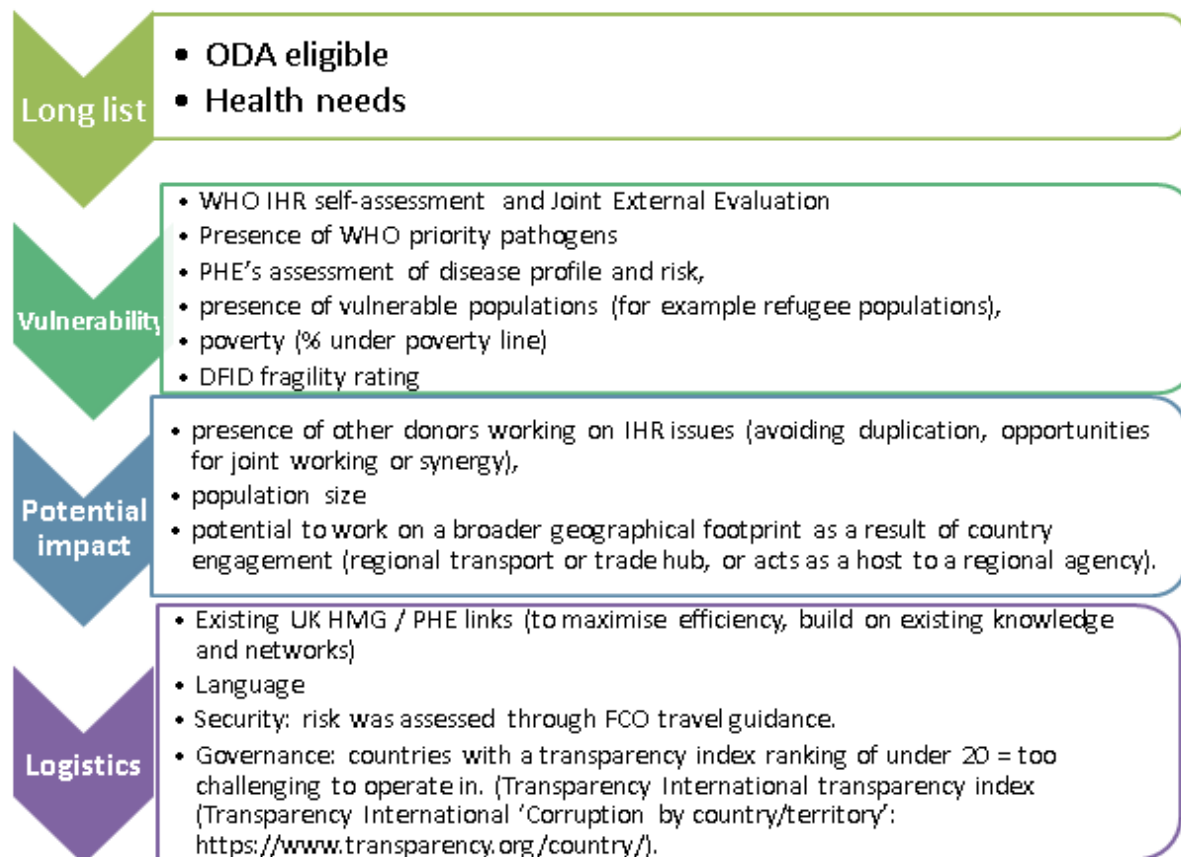 Long list
• ODA eligible
• Health needs
Vulnerability
• WHO IHR self-assessment and Joint External Evaluation
• Presence of WHO priority pathogens
• PHE's assessment of disease profile and risk,
• presence of vulnerable populations (for example refugee populations),
• poverty (% under poverty line)
• DFID fragility rating
Potential
impact
• presence of other donors working on IHR issues (avoiding duplication, opportunities
for joint working or synergy),
• population size
• potential to work on a broader geographical footprint as a result of country
engagement (regional transport or trade hub, or acts as a host to a regional agency).
Logistics
• Existing UK HMG / PHE links (to maximise efficiency, build on existing knowledge
and networks)
• Language
• Security: risk was assessed through FCO travel guidance.
• Governance: countries with a transparency index ranking of under 20 = too
challenging to operate in. (Transparency International transparency index
(Transparency International 'Corruption by country/territory':
https://www.transparency.org/country/).